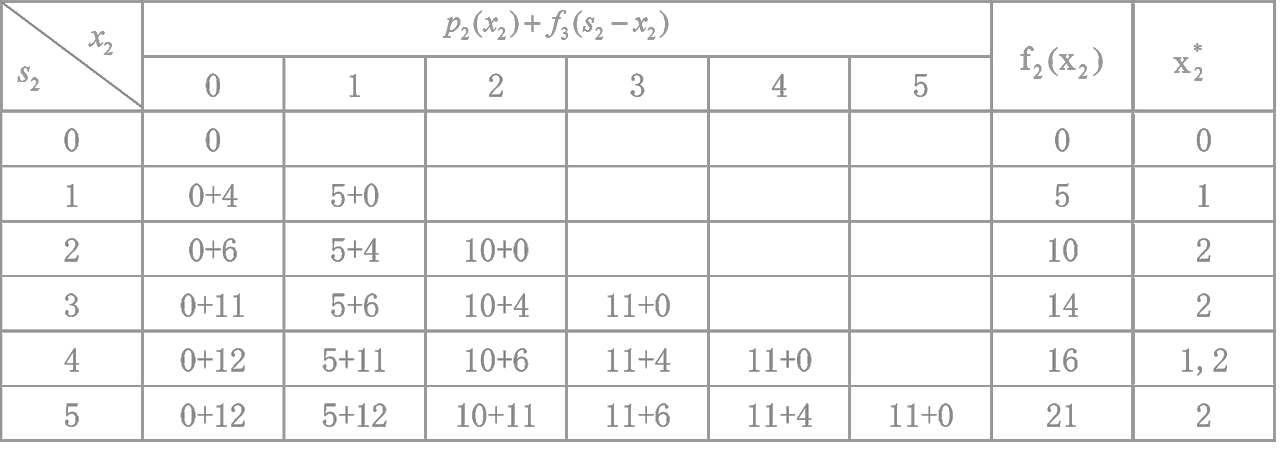 x₂ p₂(x₂)+f₃(s₂−x₂) f₂(x₂) x₂*
s₂ 0 1 2 3 4 5
0 0 0 0
1 0+4 5+0 5 1
2 0+6 5+4 10+0 10 2
3 0+11 5+6 10+4 11+0 14 2
4 0+12 5+11 10+6 11+4 11+0 16 1,2
5 0+12 5+12 10+11 11+6 11+4 11+0 21 2